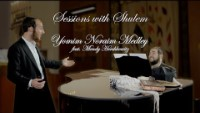 Sessions with Shulem
Yomim Noraim Medley
feat. Mendy Hershkowitz